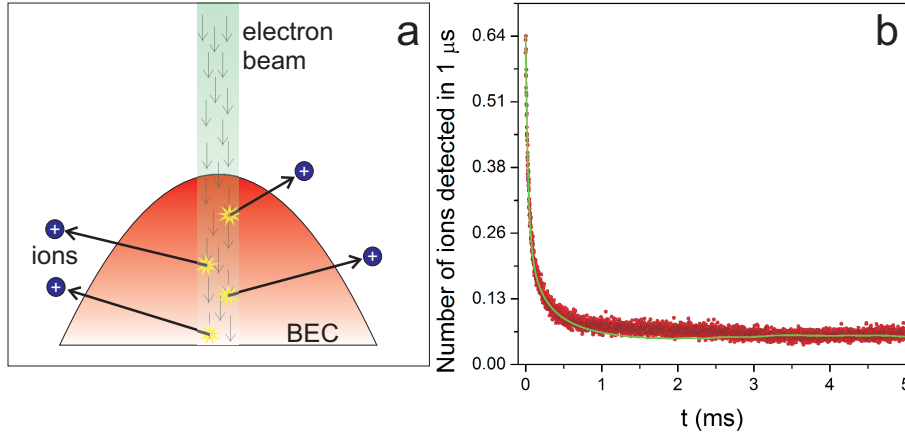 a
electron
beam
+
+
+
+
ions
BEC
b
Number of ions detected in 1 μs
0.64
0.51
0.38
0.26
0.13
0.00
0
1
2
3
4
5
t (ms)